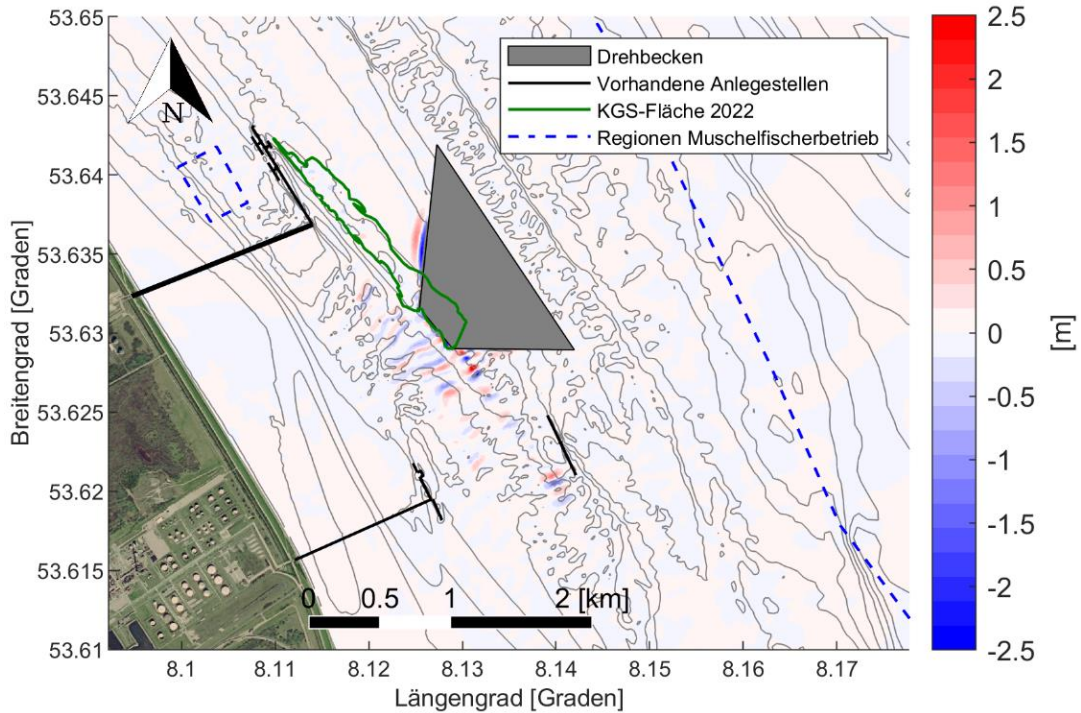 53.65
53.645
53.64
53.635
53.63
53.625
53.62
53.615
53.61
Breitengrad [Graden]
N
Drehbecken
Vorhandene Anlegestellen
KGS-Fläche 2022
Regionen Muschelfischerbetrieb
0 0.5 1 2 [km]
8.1 8.11 8.12 8.13 8.14 8.15 8.16 8.17
Längengrad [Graden]
2.5
2
1.5
1
0.5
0
-0.5
-1
-1.5
-2
-2.5
[m]